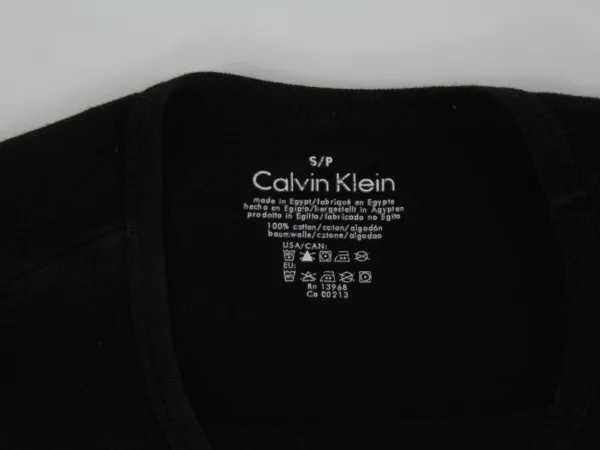 S/P
Calvin Klein
made in Egypt/fabriqué en Egypte
hecho en Egipto/hergestellt in Ägypten
prodotto in Egitto/fabricado no Egito
100% cotton/coton/algodón
baumwolle/cotone/algodao
USA/CAN:
EU:
Rn 13968
Ca 00213